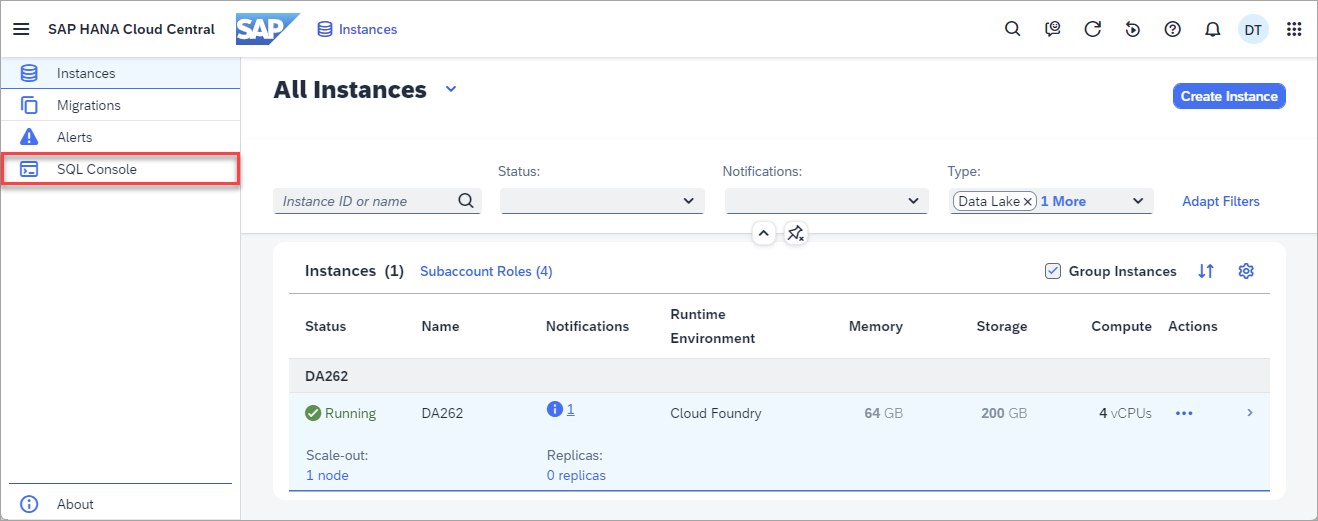 SAP HANA Cloud Central
SAP
Instances
DT
Instances
Migrations
Alerts
SQL Console
About
All Instances
Create Instance
Status:
Notifications:
Type:
Instance ID or name
Data Lake
1 More
Adapt Filters
Instances (1)
Subaccount Roles (4)
Group Instances
Status
Name
Notifications
Runtime
Environment
Memory
Storage
Compute
Actions
DA262
Running
DA262
1
Cloud Foundry
64 GB
200 GB
4 vCPUs
Scale-out:
1 node
Replicas:
0 replicas